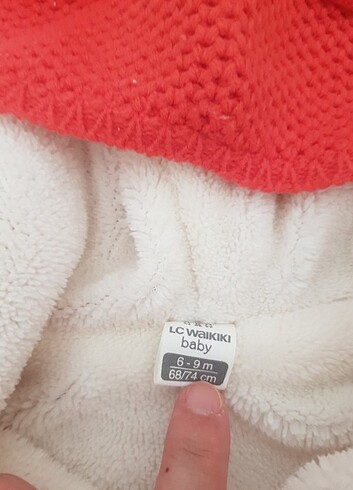 LC WAIKIKI
baby
6 - 9 m
68/74 cm